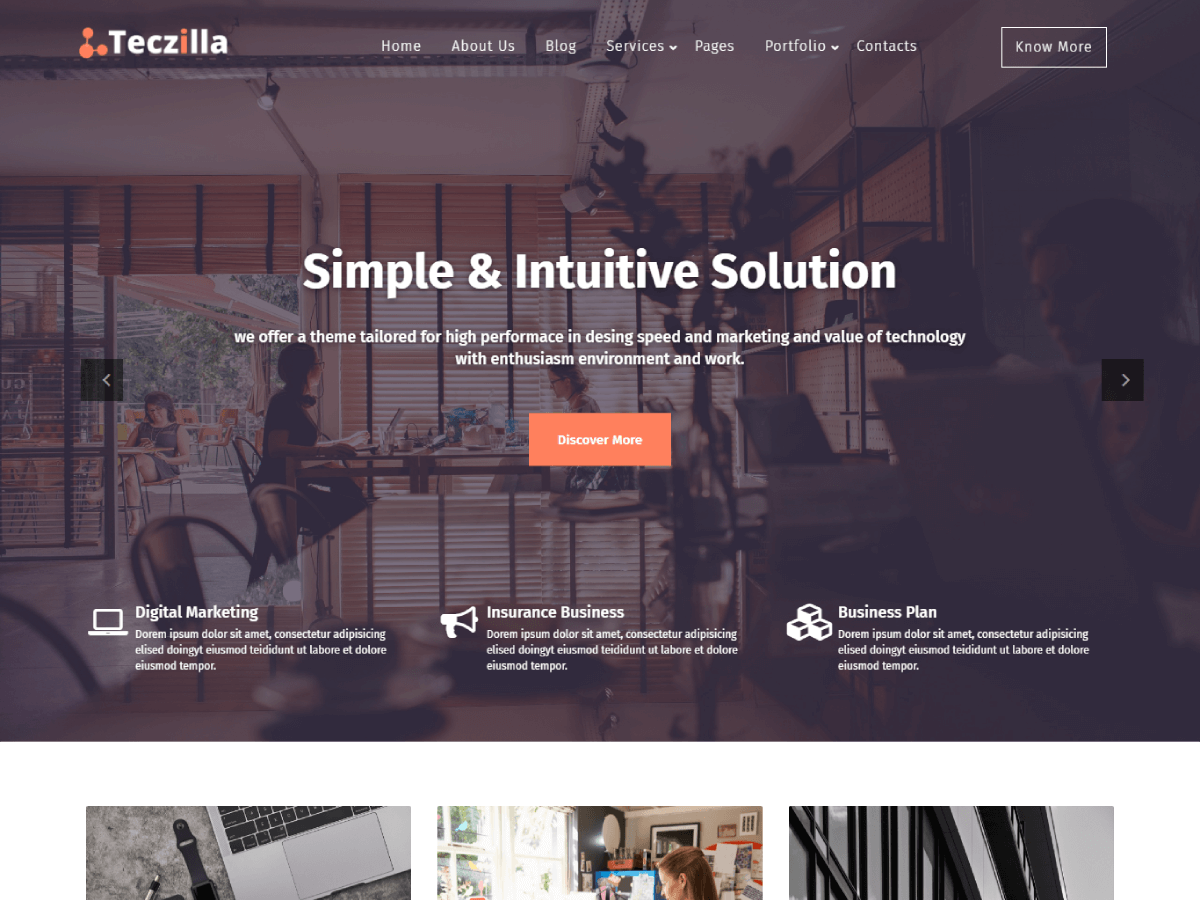 Teczilla
Home
About Us
Blog
Services
Pages
Portfolio
Contacts
Know More
Simple & Intuitive Solution
we offer a theme tailored for high performace in desing speed and marketing and value of technology
with enthusiasm environment and work.
Discover More
Digital Marketing
Dorem ipsum dolor sit amet, consectetur adipisicing
elised doingyt eiusmod teididunt ut labore et dolore
eiusmod tempor.
Insurance Business
Dorem ipsum dolor sit amet, consectetur adipisicing
elised doingyt eiusmod teididunt ut labore et dolore
eiusmod tempor.
Business Plan
Dorem ipsum dolor sit amet, consectetur adipisicing
elised doingyt eiusmod teididunt ut labore et dolore
eiusmod tempor.